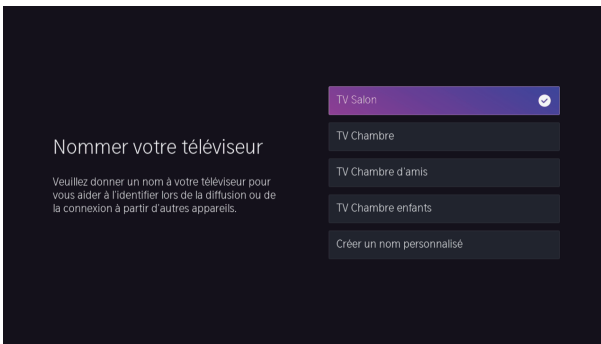 Nommer votre téléviseur
Veuillez donner un nom à votre téléviseur pour
vous aider à l'identifier lors de la diffusion ou de
la connexion à partir d'autres appareils.
TV Salon
TV Chambre
TV Chambre d'amis
TV Chambre enfants
Créer un nom personnalisé